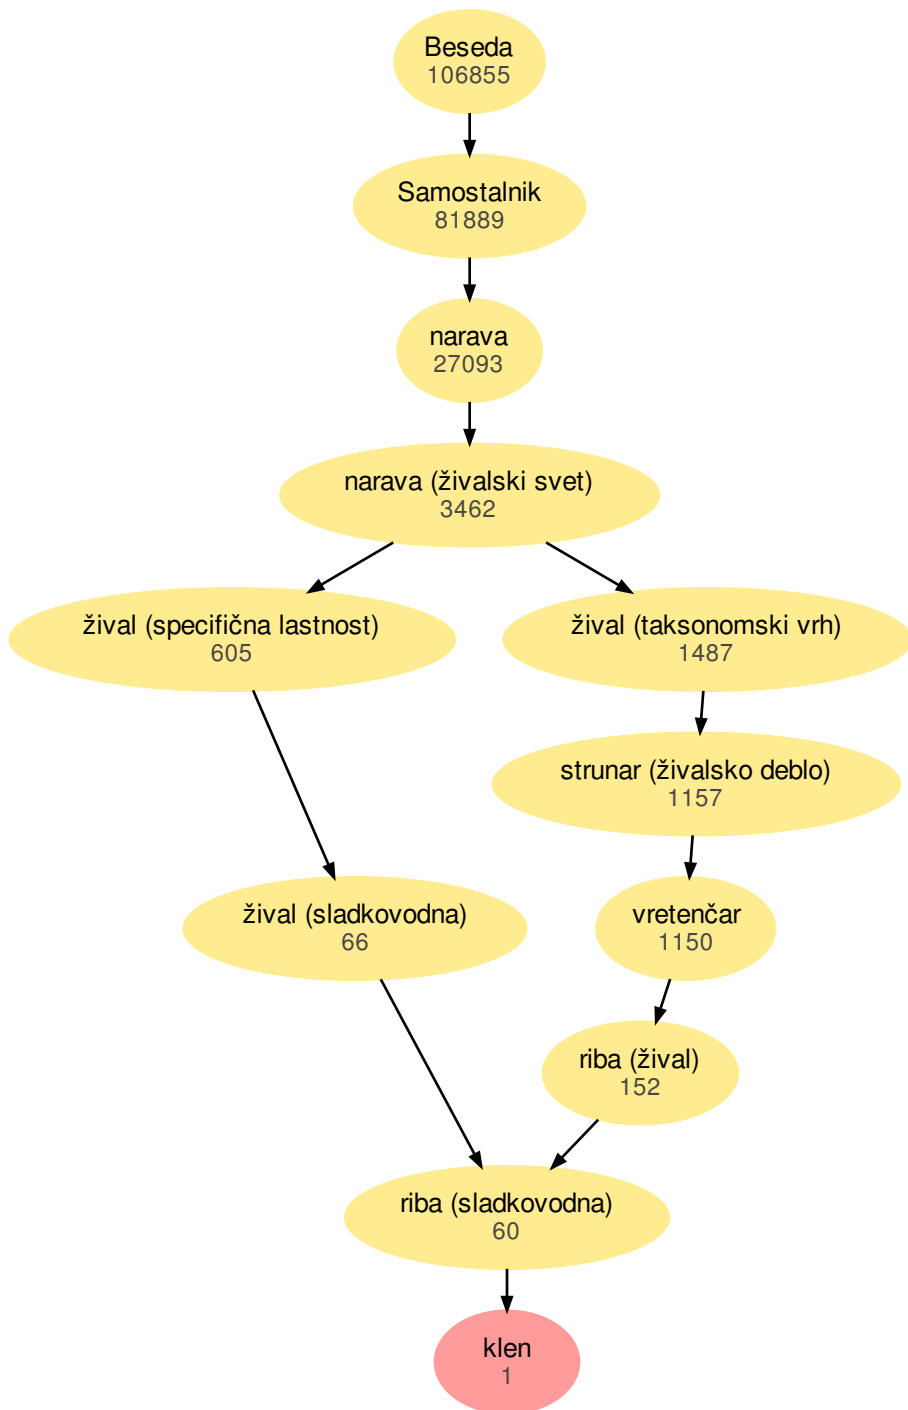 Beseda
106855
Samostalnik
81889
narava
27093
narava (živalski svet)
3462
žival (specifična lastnost)
605
žival (taksonomski vrh)
1487
strunar (živalsko deblo)
1157
žival (sladkovodna)
66
vretenčar
1150
riba (žival)
152
riba (sladkovodna)
60
klen
1